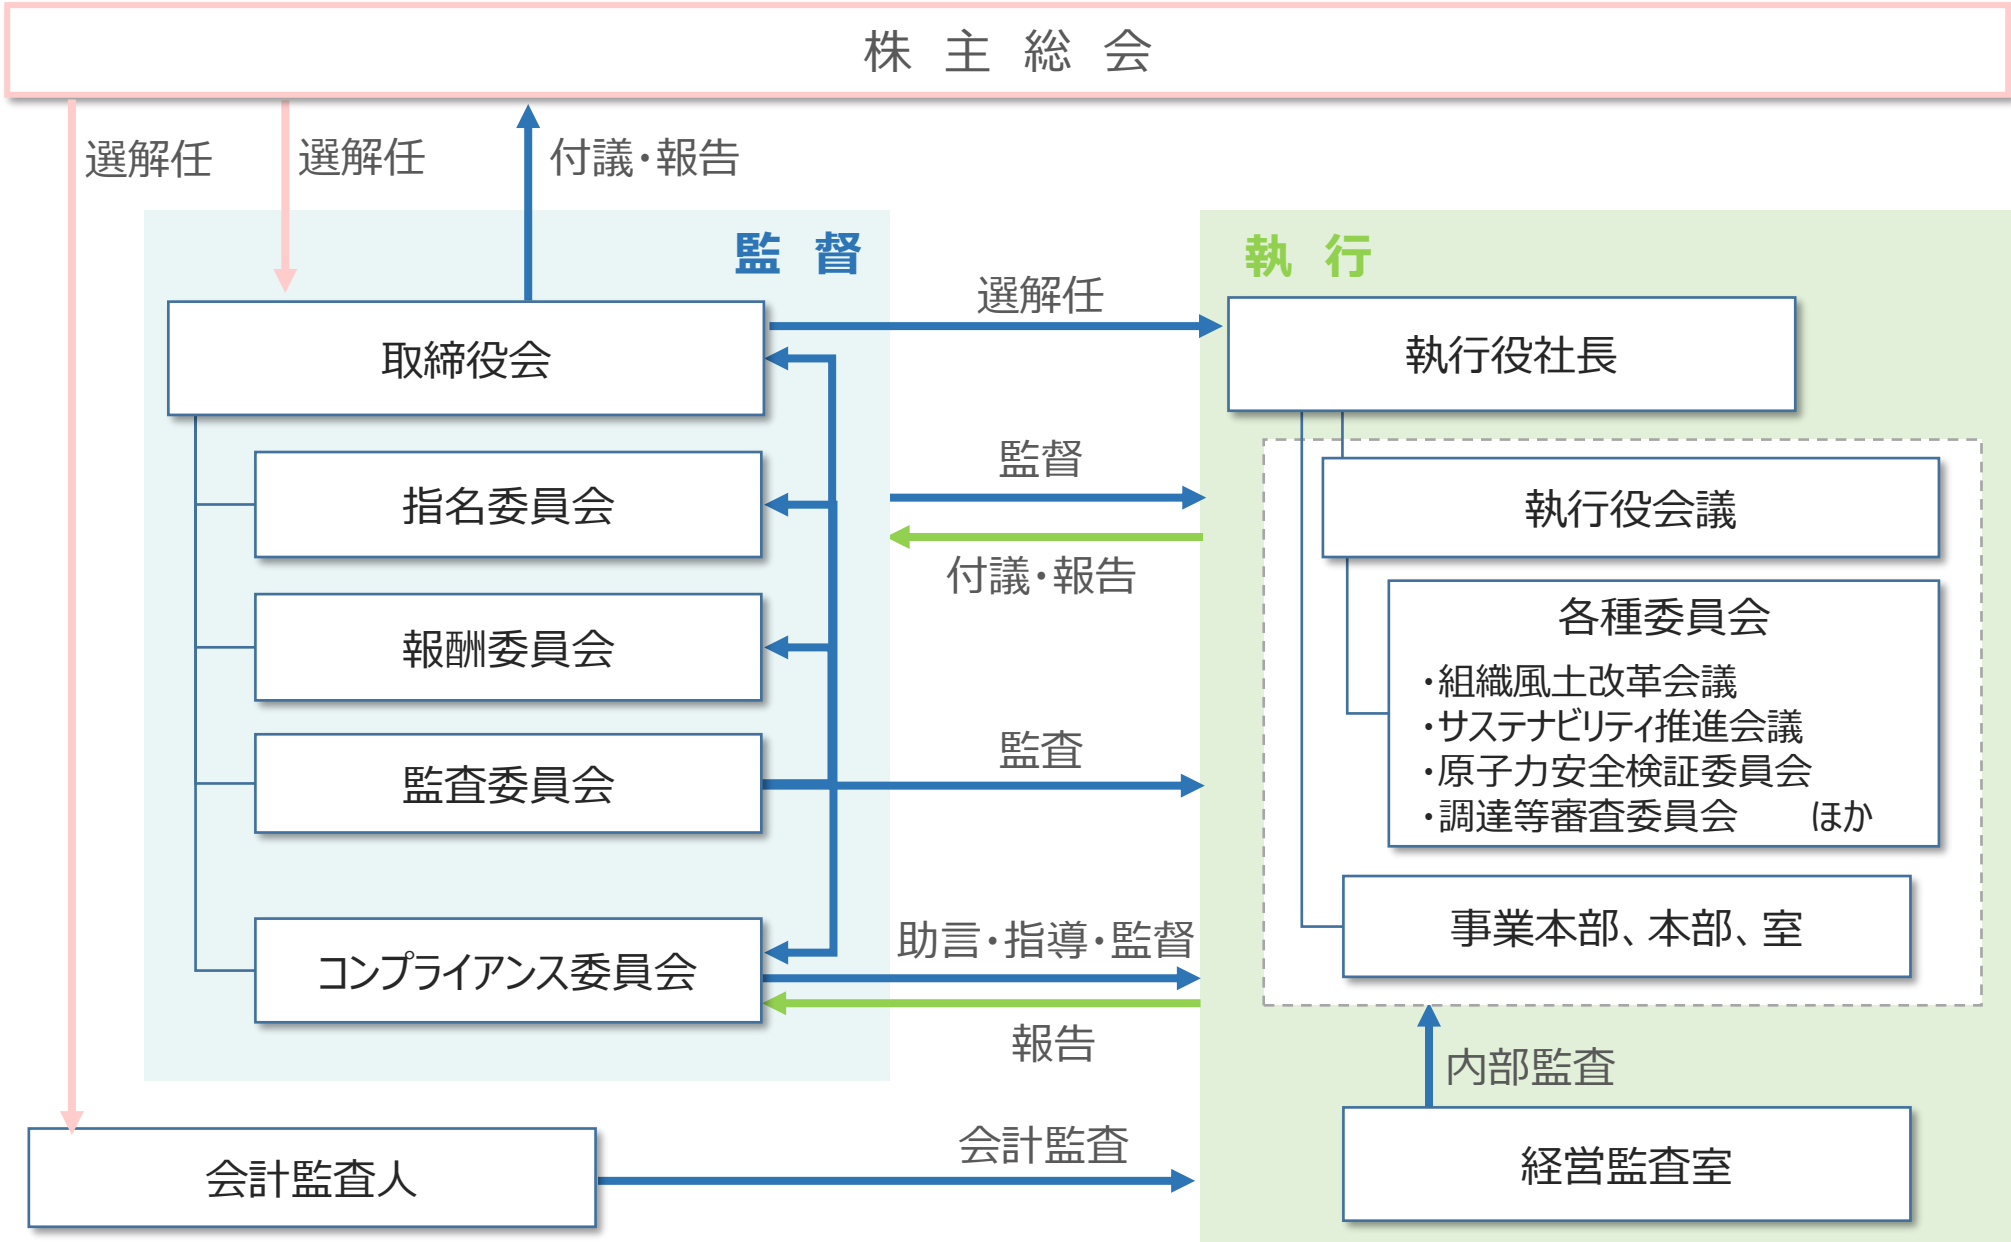 株 主 総 会
選解任
選解任
付議・報告
監 督
執 行
取締役会
選解任
執行役社長
指名委員会
監督
付議・報告
執行役会議
報酬委員会
各種委員会
・組織風土改革会議
・サステナビリティ推進会議
・原子力安全検証委員会
・調達等審査委員会　　ほか
監査委員会
監査
コンプライアンス委員会
助言・指導・監督
報告
事業本部、本部、室
内部監査
会計監査人
会計監査
経営監査室